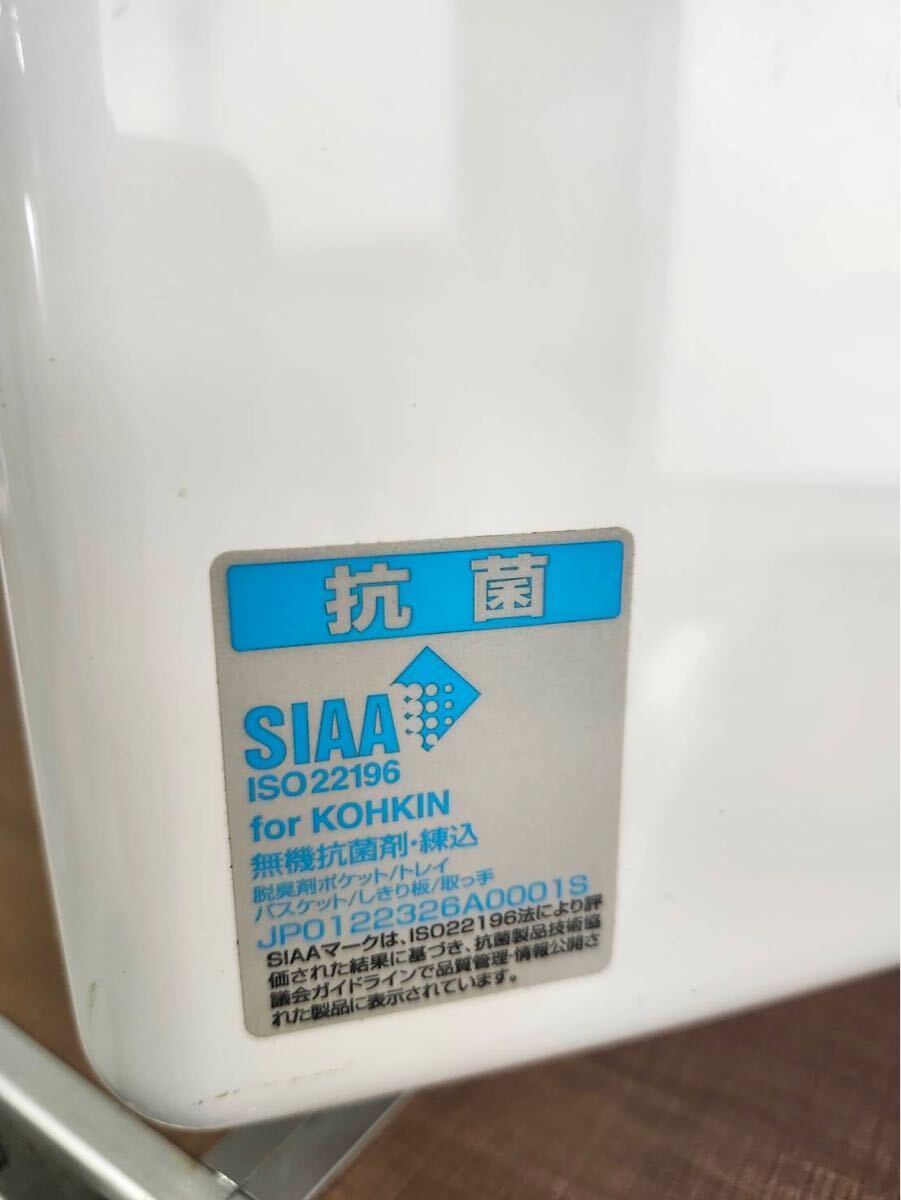 抗菌
SIAA
ISO22196
for KOHKIN
無機抗菌剤・練込
脱臭剤ポケット/トレイ
バスケット/しきり板/取っ手
JP0122326A0001S
SIAAマークは、ISO22196法により評
価された結果に基づき、抗菌製品技術協
議会ガイドラインで品質管理・情報公開さ
れた製品に表示されています。